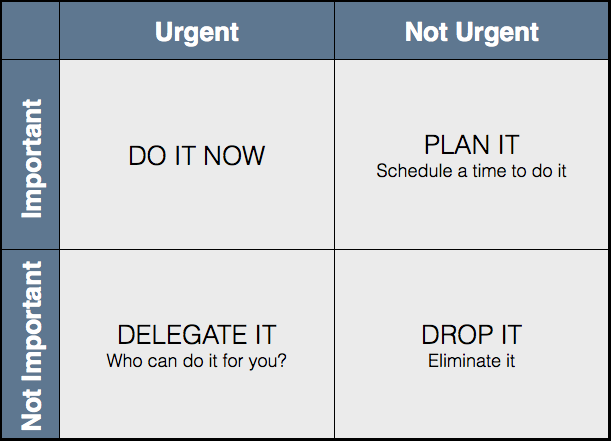 Urgent
Not Urgent
Important
DO IT NOW
PLAN IT
Schedule a time to do it
Not Important
DELEGATE IT
Who can do it for you?
DROP IT
Eliminate it